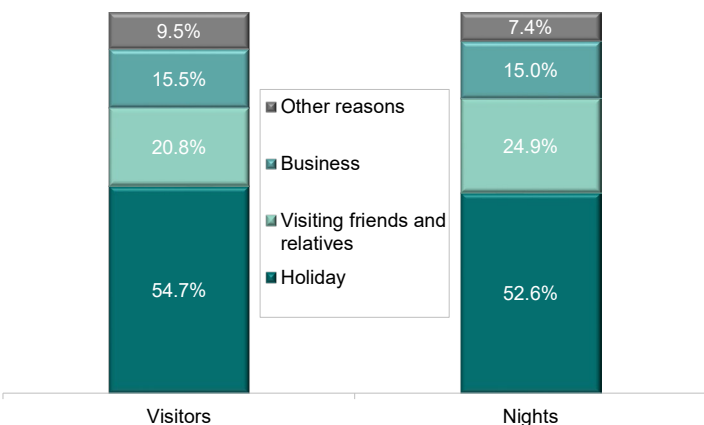 9.5%
7.4%
15.5%
15.0%
20.8%
24.9%
54.7%
52.6%
Other reasons
Business
Visiting friends and
relatives
Holiday
Visitors
Nights